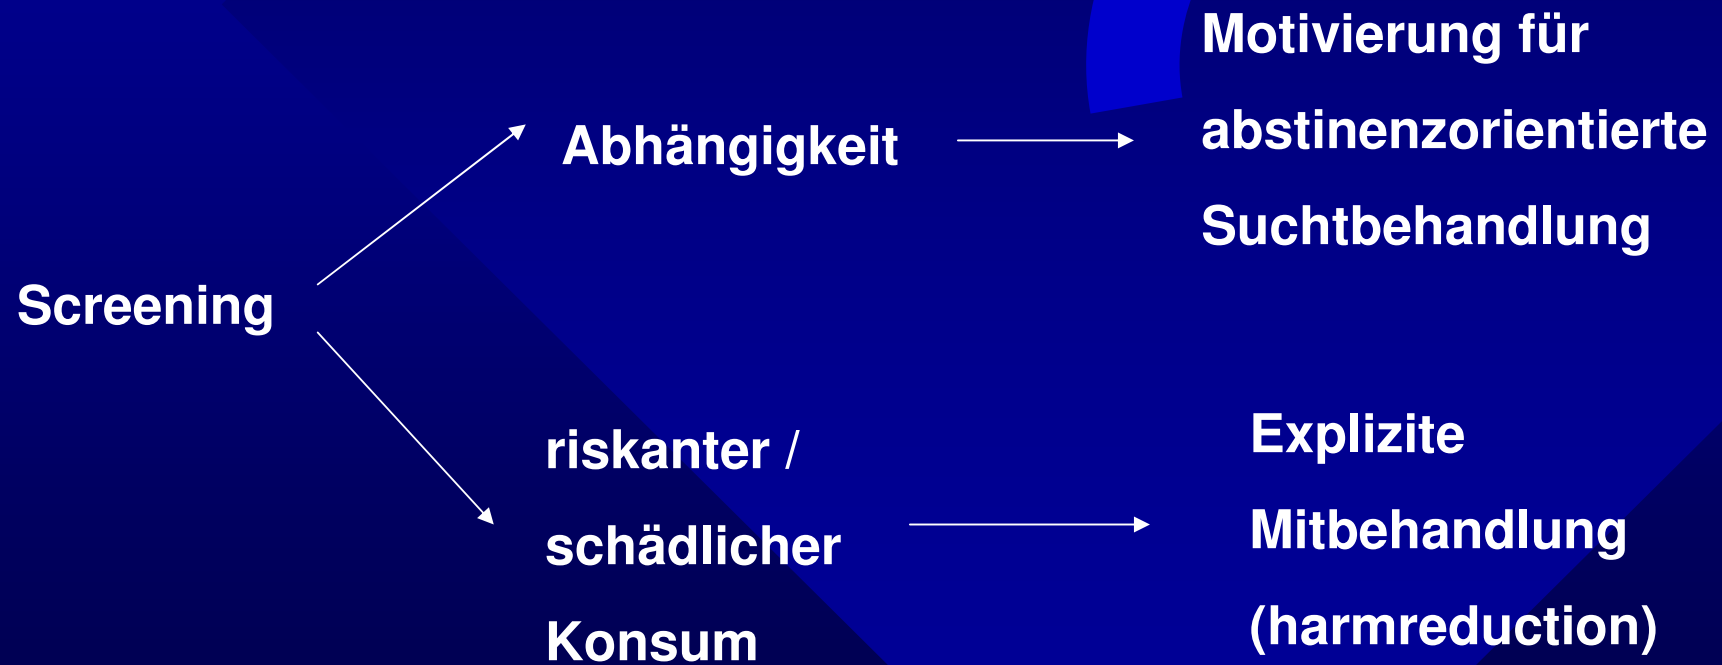 Screening
Abhängigkeit
Motivierung für
abstinenzorientierte
Suchtbehandlung
riskanter /
schädlicher
Konsum
Explizite
Mitbehandlung
(harmreduction)